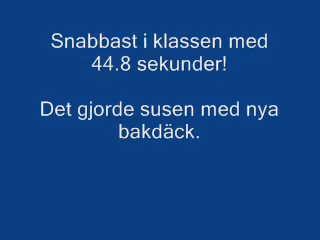 Snabbast i klassen med
44.8 sekunder!
Det gjorde susen med nya
bakdäck.